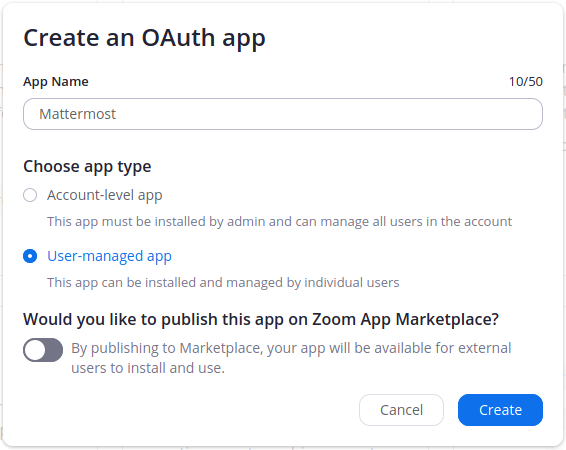 Create an OAuth app
App Name
10/50
Mattermost
Choose app type
Account-level app
This app must be installed by admin and can manage all users in the account
User-managed app
This app can be installed and managed by individual users
Would you like to publish this app on Zoom App Marketplace?
By publishing to Marketplace, your app will be available for external
users to install and use.
Cancel
Create